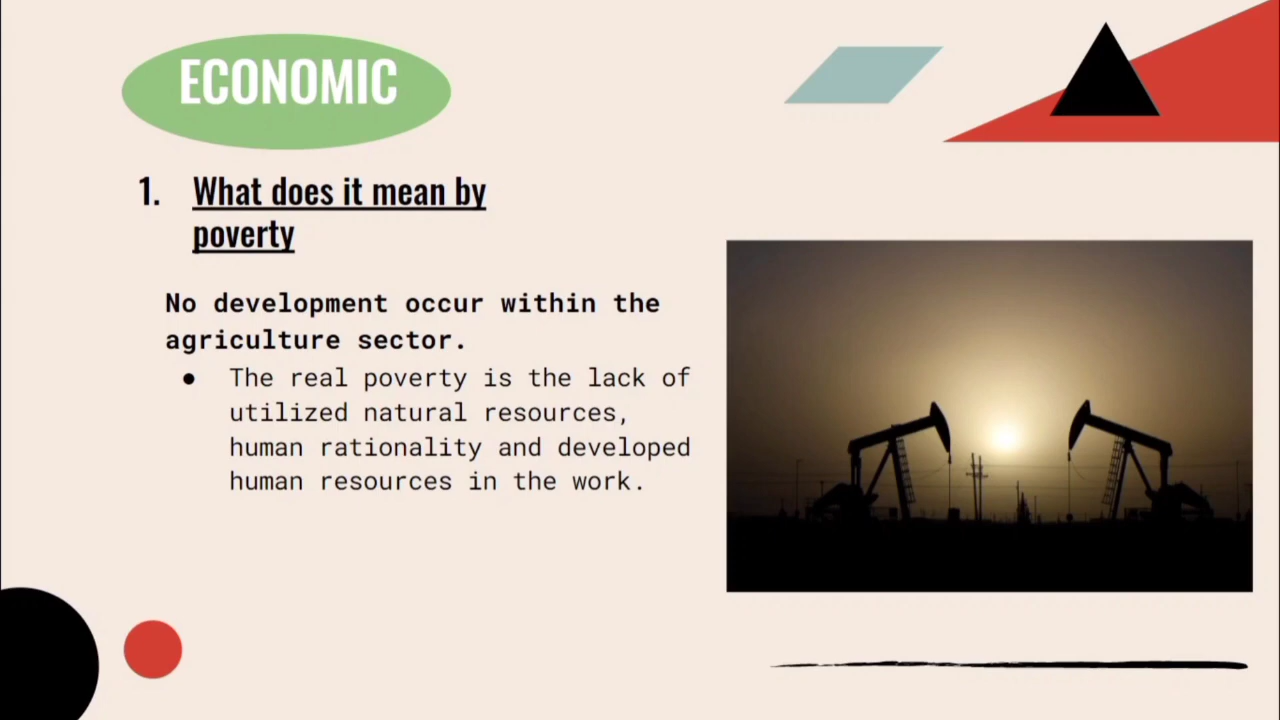 ECONOMIC
1. What does it mean by
poverty
No development occur within the
agriculture sector.
● The real poverty is the lack of
utilized natural resources,
human rationality and developed
human resources in the work.